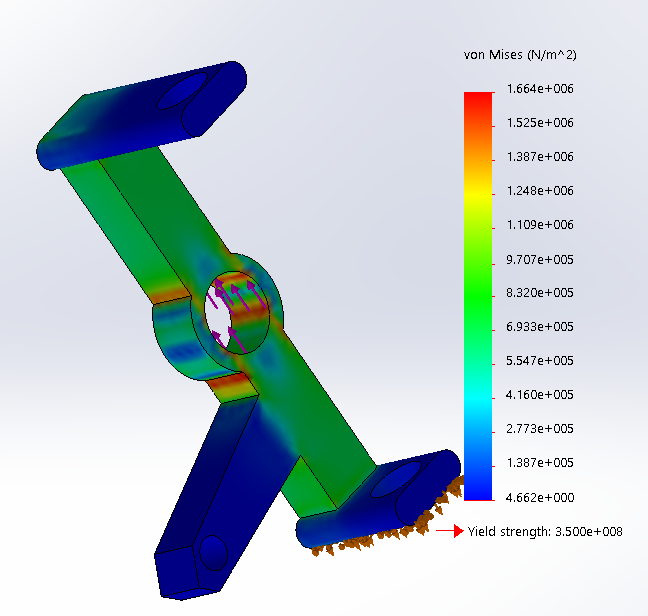 von Mises (N/m^2)
1.664e+006
1.525e+006
1.387e+006
1.248e+006
1.109e+006
9.707e+005
8.320e+005
6.933e+005
5.547e+005
4.160e+005
2.773e+005
1.387e+005
4.662e+000
Yield strength: 3.500e+008